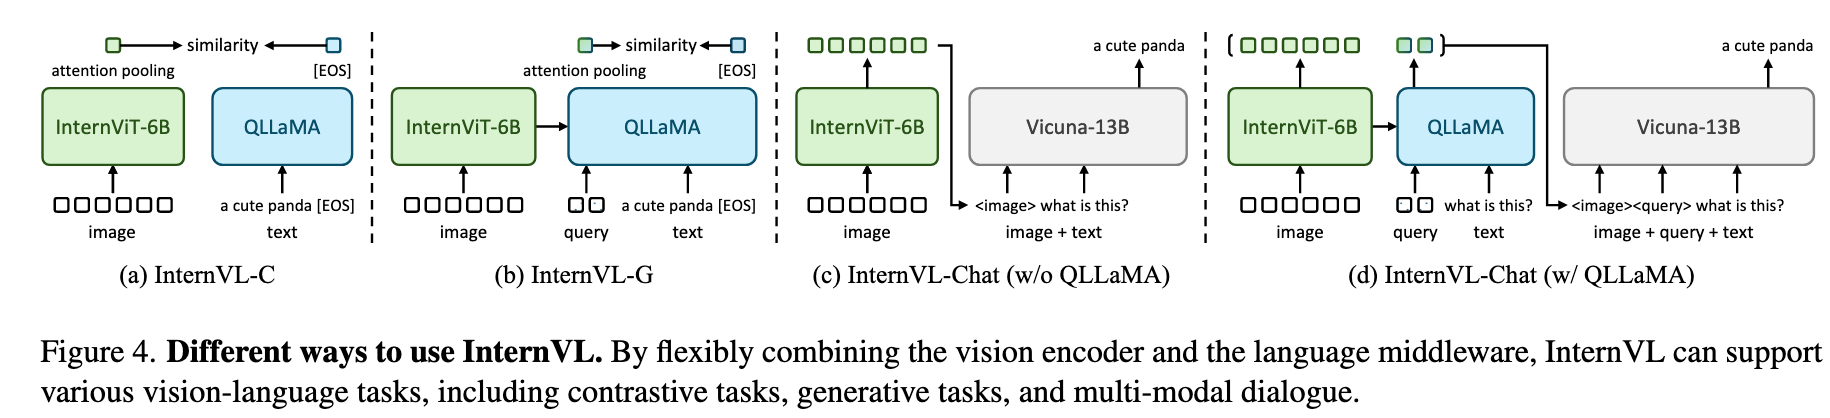 similarity
attention pooling [EOS]
InternViT-6B QLLaMA
a cute panda [EOS]
image text
(a) InternVL-C
similarity
attention pooling [EOS]
InternViT-6B QLLaMA
a cute panda [EOS]
image query text
(b) InternVL-G
a cute panda
InternViT-6B Vicuna-13B
<image> what is this?
image image + text
(c) InternVL-Chat (w/o QLLaMA)
a cute panda
InternViT-6B QLLaMA Vicuna-13B
what is this? <image><query> what is this?
image query text image + query + text
(d) InternVL-Chat (w/ QLLaMA)
Figure 4. Different ways to use InternVL. By flexibly combining the vision encoder and the language middleware, InternVL can support
various vision-language tasks, including contrastive tasks, generative tasks, and multi-modal dialogue.